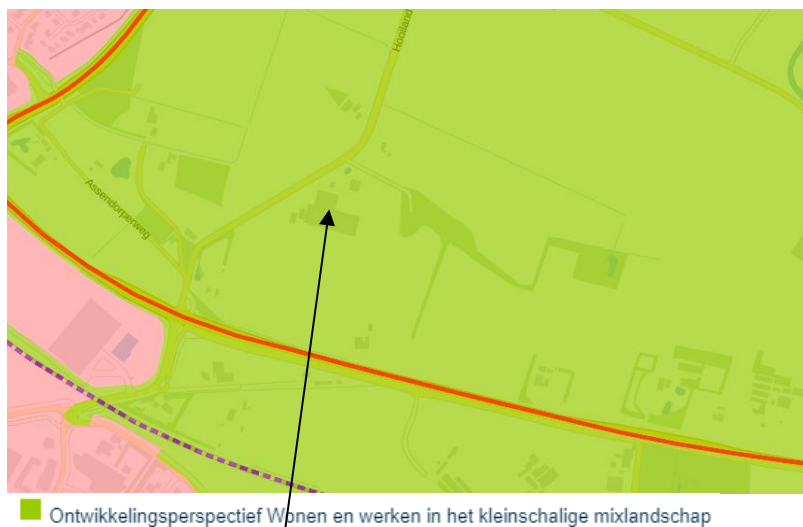 Hooiland
Assendorperweg
Ontwikkelingsperspectief Wonen en werken in het kleinschalige mixlandschap